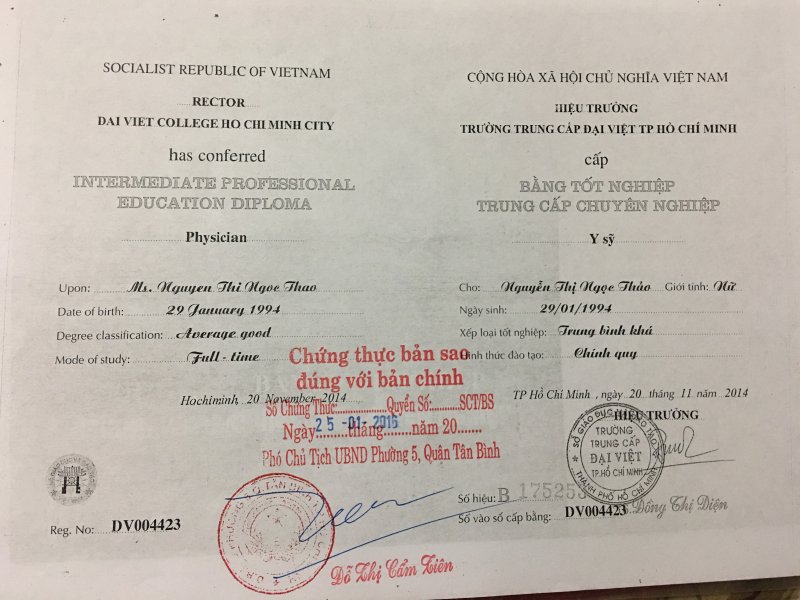 SOCIALIST REPUBLIC OF VIETNAM
RECTOR
DAI VIET COLLEGE HO CHI MINH CITY
has conferred
INTERMEDIATE PROFESSIONAL
EDUCATION DIPLOMA
Physician
Upon: Ms. Nguyen Thi Ngoc Thao
Date of birth: 29 January 1994
Degree classification: Average good
Mode of study: Full - time
Hochiminh, 20 November 2014
Reg. No: DV004423
CỘNG HÒA XÃ HỘI CHỦ NGHĨA VIỆT NAM
HIỆU TRƯỞNG
TRƯỜNG TRUNG CẤP ĐẠI VIỆT TP HỒ CHÍ MINH
cấp
BẰNG TỐT NGHIỆP
TRUNG CẤP CHUYÊN NGHIỆP
Y sỹ
Cho: Nguyễn Thị Ngọc Thảo Giới tính: Nữ
Ngày sinh: 29/01/1994
Xếp loại tốt nghiệp: Trung bình khá
Hình thức đào tạo: Chính quy
TP Hồ Chí Minh, ngày 20 tháng 11 năm 2014
HIỆU TRƯỞNG
TRƯỜNG
TRUNG CẤP
ĐẠI VIỆT
TP.HỒ CHÍ MINH
Số hiệu: B 175253
Đồng Thị Diện
Số vào sổ cấp bằng: DV004423
Chứng thực bản sao
đúng với bản chính
Số Chứng Thực:............Quyển Số:.........SCT/BS
Ngày 25 -01- 2015 tháng........năm 20.......
Phó Chủ Tịch UBND Phường 5, Quận Tân Bình
Đỗ Thị Cẩm Tiên